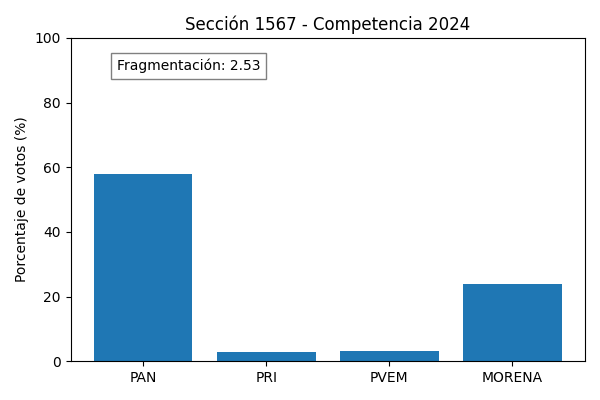 Sección 1567 - Competencia 2024
Fragmentación: 2.53
Porcentaje de votos (%)
100
80
60
40
20
0
PAN PRI PVEM MORENA